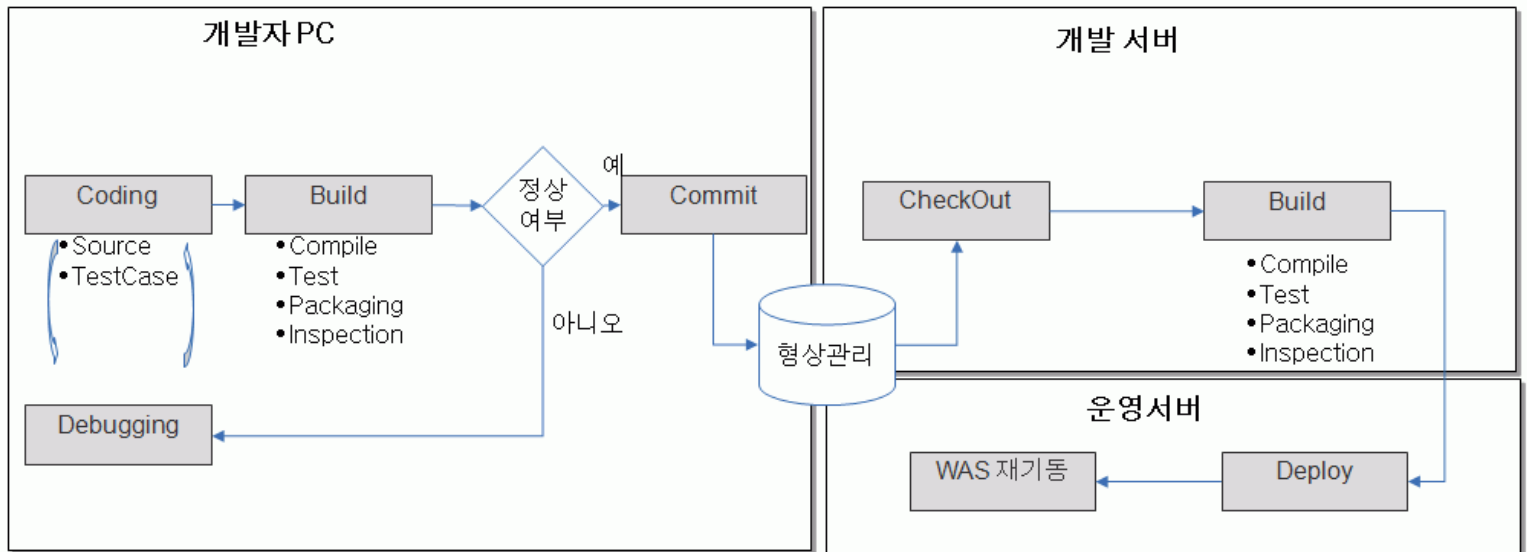 개발자 PC
Coding
• Source
• TestCase
Build
• Compile
• Test
• Packaging
• Inspection
정상
여부
예
아니오
Commit
Debugging
형상관리
개발 서버
CheckOut
Build
• Compile
• Test
• Packaging
• Inspection
운영서버
WAS 재기동
Deploy